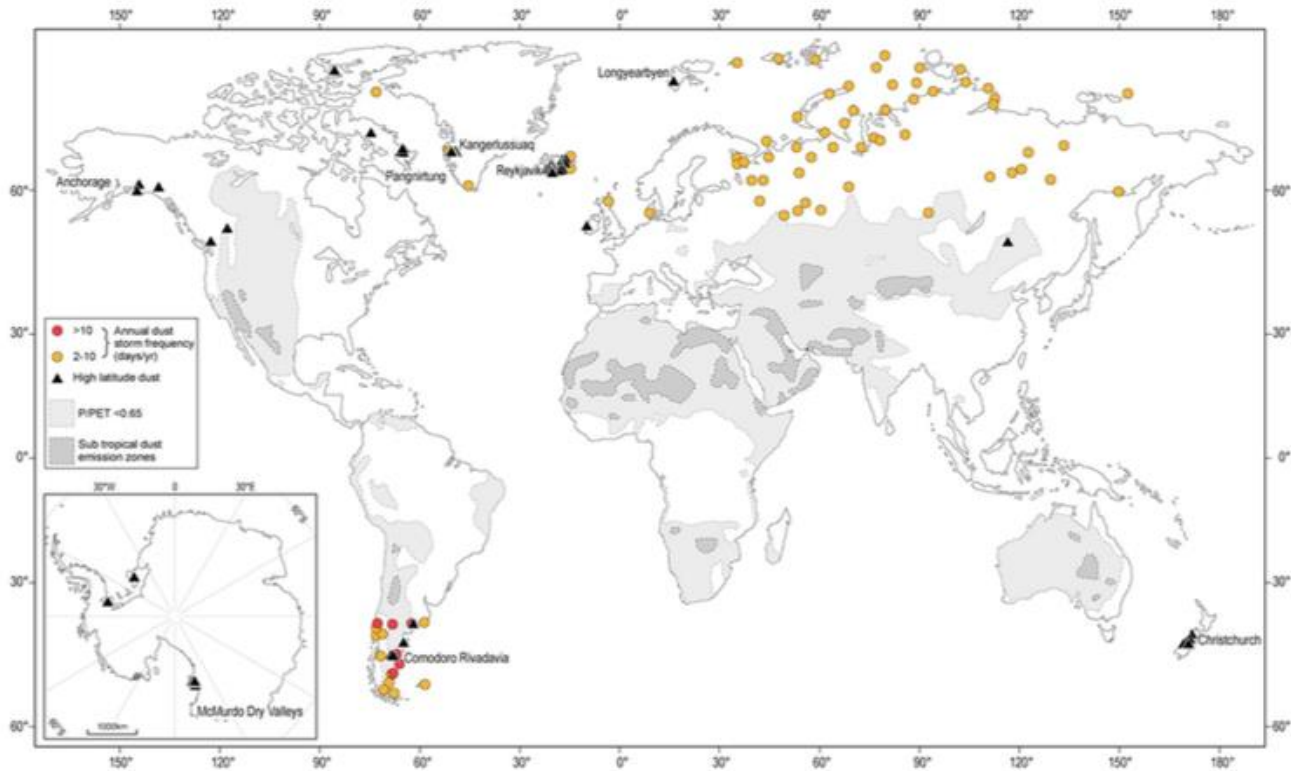 150° 120° 90° 60° 30° 0° 30° 60° 90° 120° 150° 180°
Longyearbyen
Kangerlussuaq
Pangnirtung
Reykjavik
Anchorage
60° 60°
30° 30°
>10 Annual dust
storm frequency
2-10 (days/yr)
High latitude dust
P/PET <0.65
Sub tropical dust
emission zones
0° 0°
30°W 0 30°E
60°S
30° 30°
Christchurch
Comodoro Rivadavia
McMurdo Dry Valleys
60°S
1000km
60° 60°
150° 120° 90° 60° 30° 0° 30° 60° 90° 120° 150° 180°